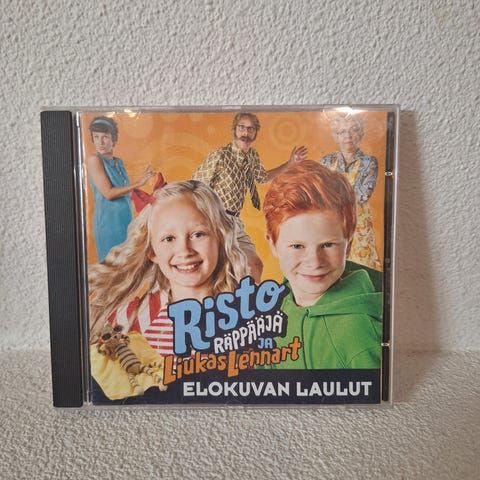 Risto
RÄPPÄÄJÄ
JA
Liukas Lennart
ELOKUVAN LAULUT